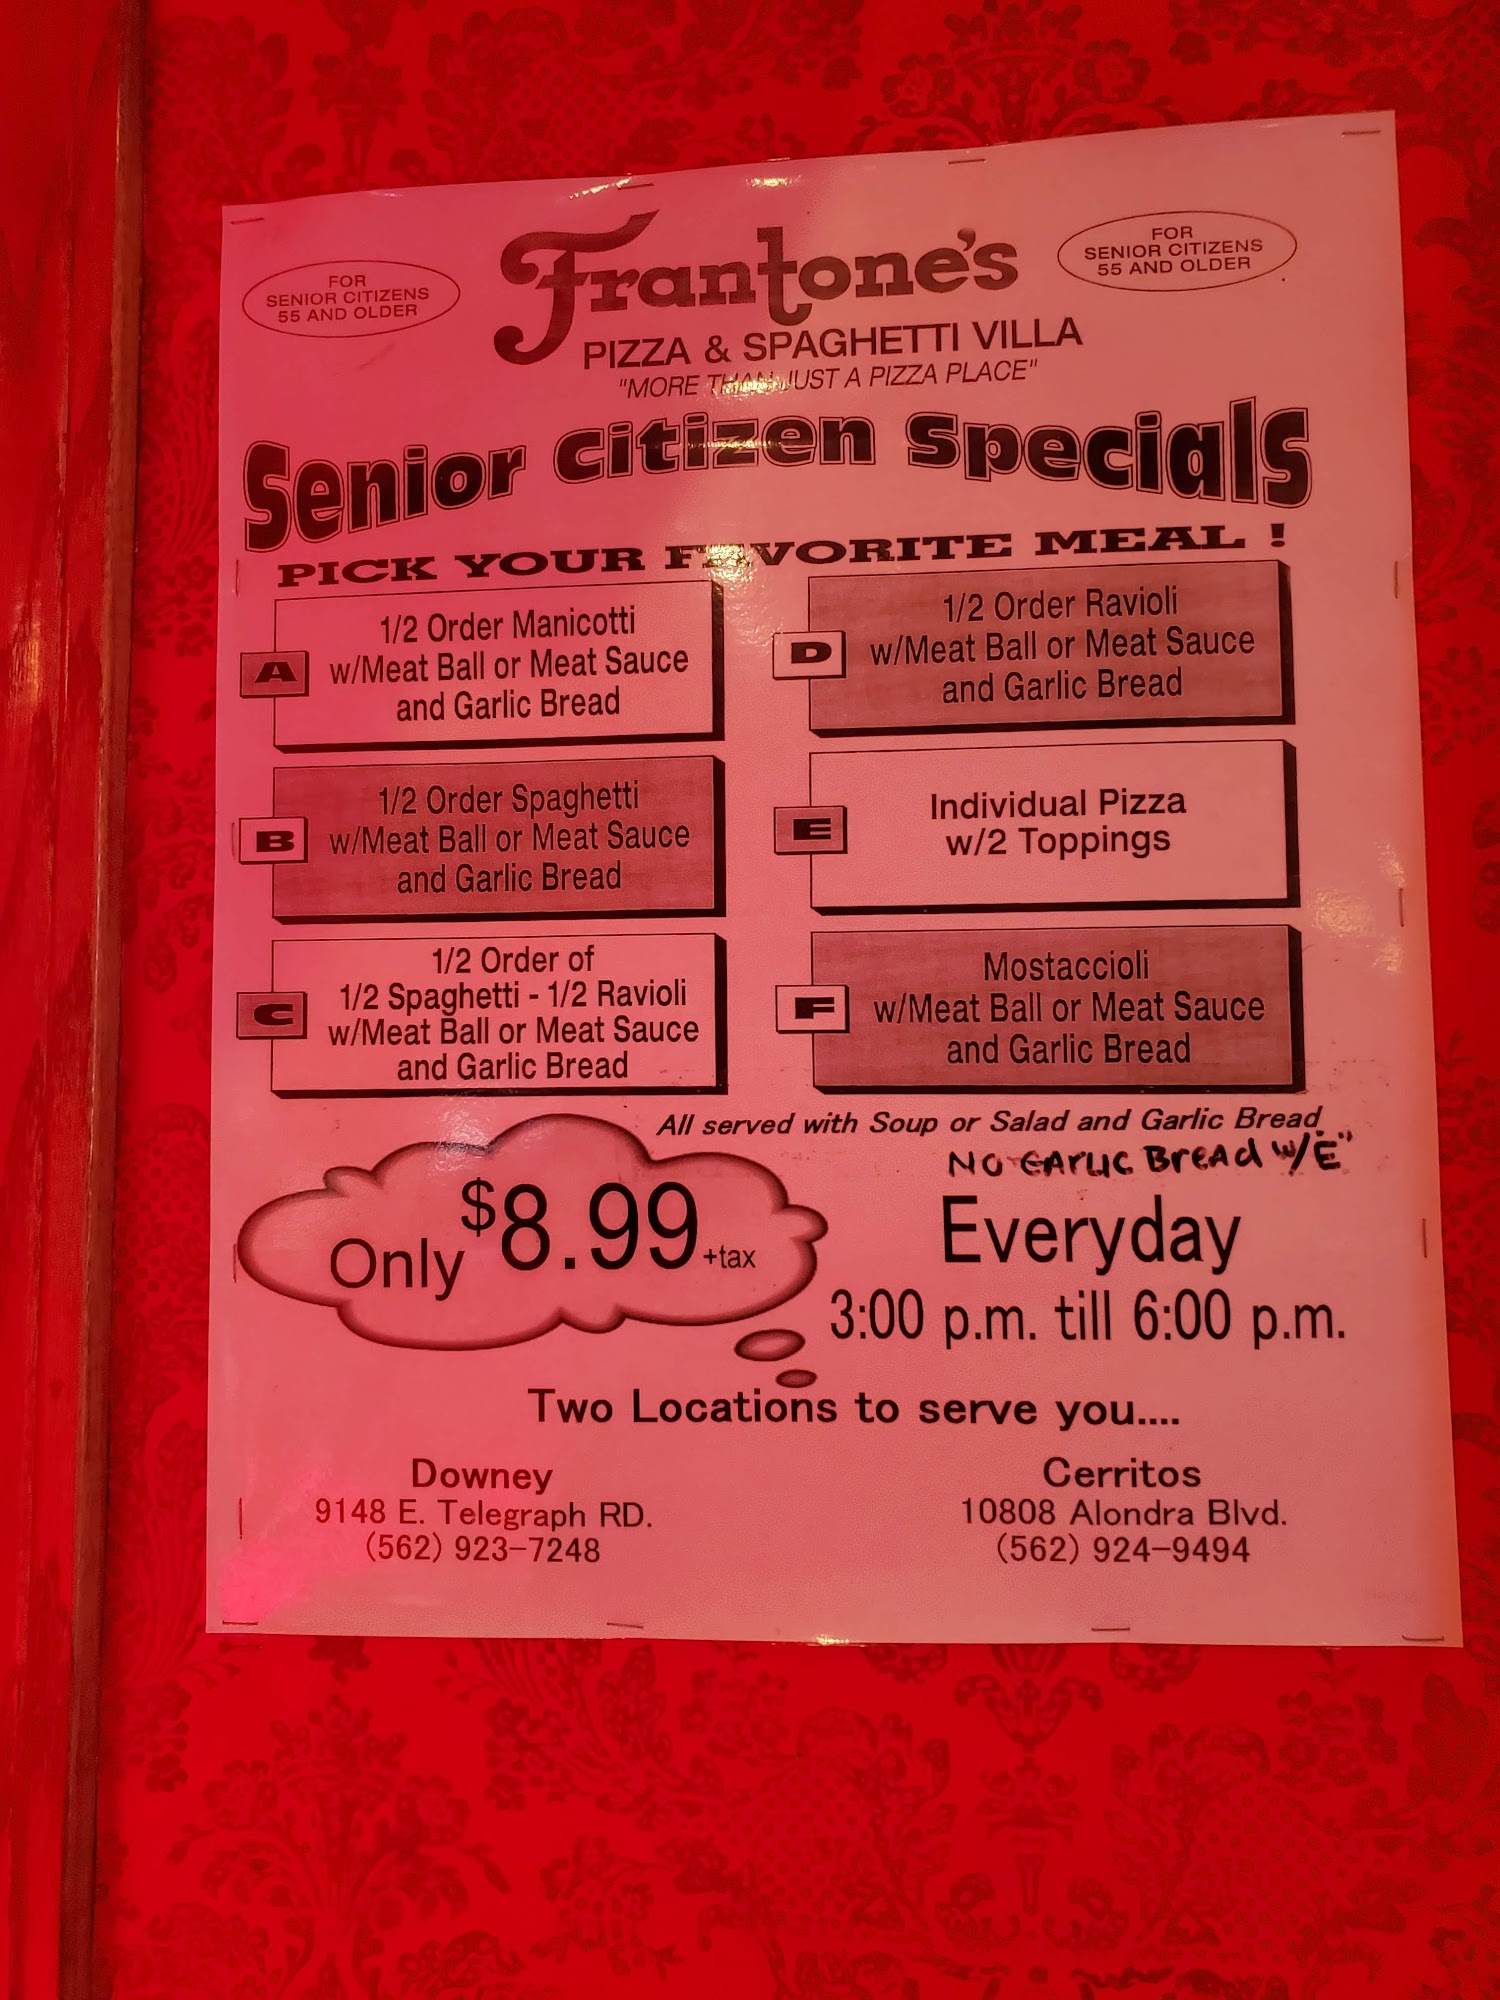 FOR
SENIOR CITIZENS
55 AND OLDER
Frantone's
FOR
SENIOR CITIZENS
55 AND OLDER
PIZZA & SPAGHETTI VILLA
"MORE THAN JUST A PIZZA PLACE"
Senior Citizen Specials
PICK YOUR FAVORITE MEAL !
A
1/2 Order Manicotti
w/Meat Ball or Meat Sauce
and Garlic Bread
D
1/2 Order Ravioli
w/Meat Ball or Meat Sauce
and Garlic Bread
B
1/2 Order Spaghetti
w/Meat Ball or Meat Sauce
and Garlic Bread
E
Individual Pizza
w/2 Toppings
C
1/2 Order of
1/2 Spaghetti - 1/2 Ravioli
w/Meat Ball or Meat Sauce
and Garlic Bread
F
Mostaccioli
w/Meat Ball or Meat Sauce
and Garlic Bread
All served with Soup or Salad and Garlic Bread
NO GARLIC BREAD W/E"
Only $8.99 +tax
Everyday
3:00 p.m. till 6:00 p.m.
Two Locations to serve you....
Downey
9148 E. Telegraph RD.
(562) 923-7248
Cerritos
10808 Alondra Blvd.
(562) 924-9494